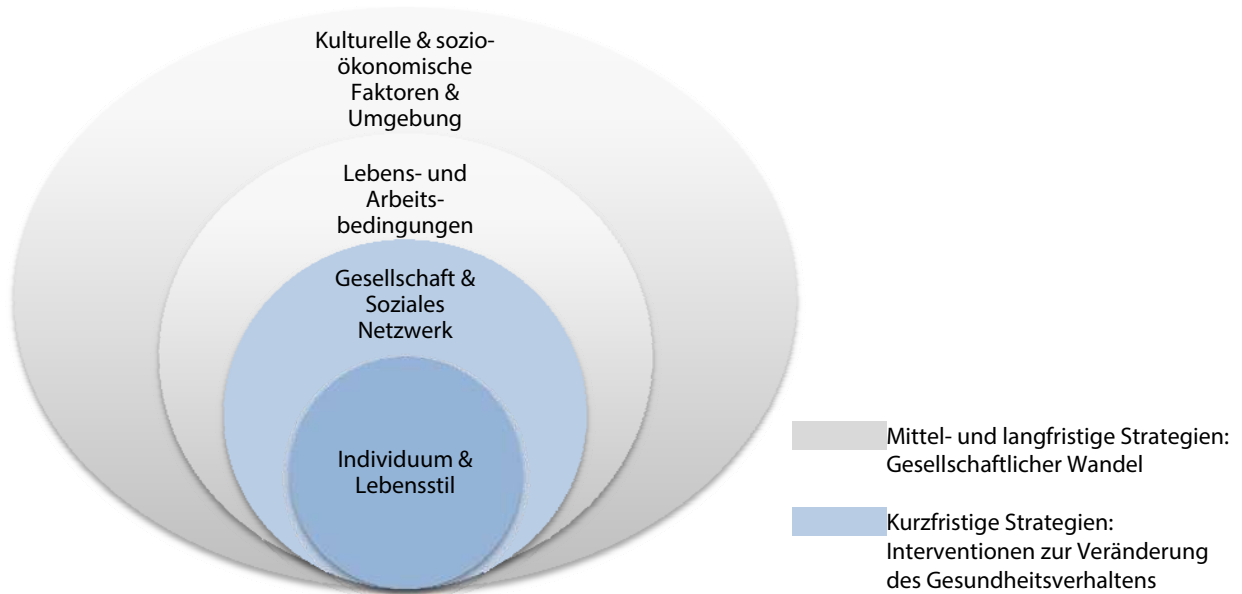 Kulturelle & sozio-
ökonomische
Faktoren &
Umgebung
Lebens- und
Arbeits-
bedingungen
Gesellschaft &
Soziales
Netzwerk
Individuum &
Lebensstil
Mittel- und langfristige Strategien:
Gesellschaftlicher Wandel
Kurzfristige Strategien:
Interventionen zur Veränderung
des Gesundheitsverhaltens